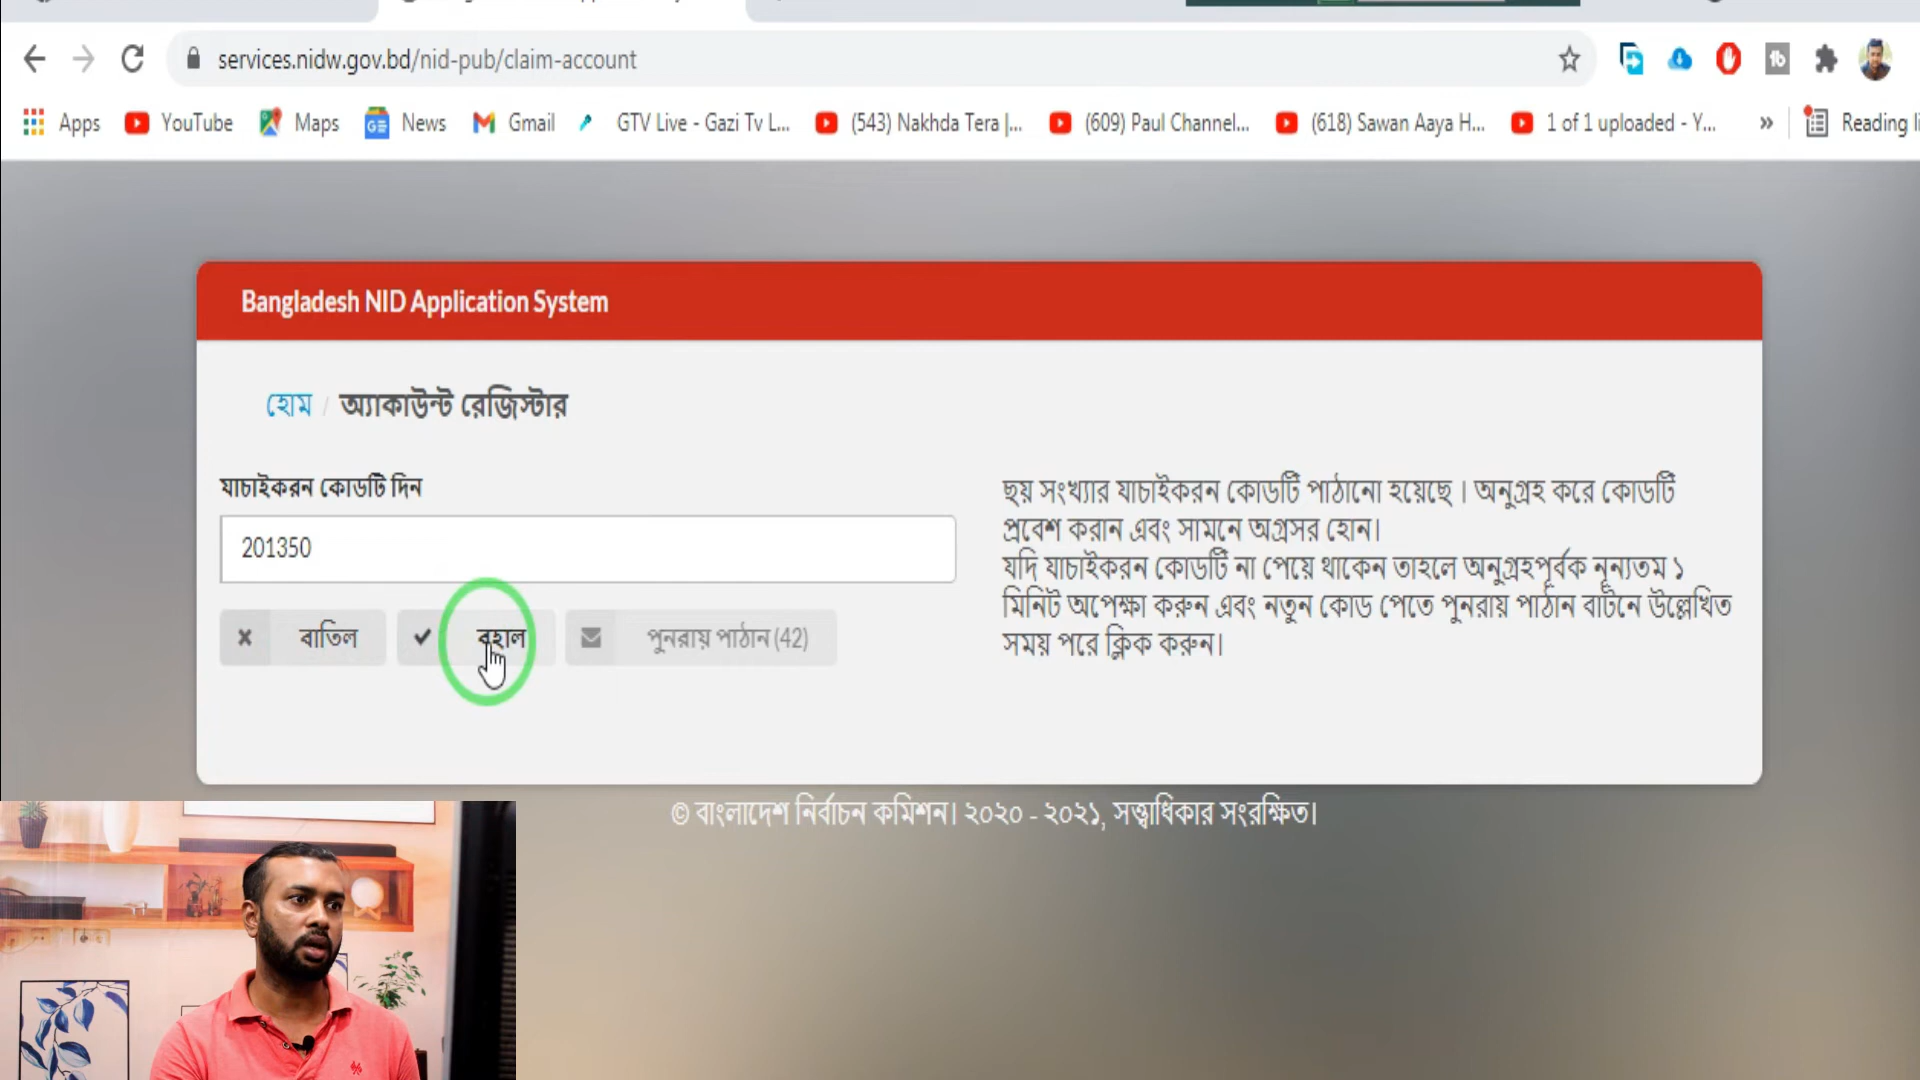 services.nidw.gov.bd/nid-pub/claim-account
Apps YouTube Maps News Gmail GTV Live - Gazi Tv L... (543) Nakhda Tera |... (609) Paul Channel... (618) Sawan Aaya H... 1 of 1 uploaded - Y... » Reading li
Bangladesh NID Application System
হোম / অ্যাকাউন্ট রেজিস্টার
যাচাইকরন কোডটি দিন
201350
বাতিল বহাল পুনরায় পাঠান (42)
ছয় সংখ্যার যাচাইকরন কোডটি পাঠানো হয়েছে। অনুগ্রহ করে কোডটি
প্রবেশ করান এবং সামনে অগ্রসর হোন।
যদি যাচাইকরন কোডটি না পেয়ে থাকেন তাহলে অনুগ্রহপূর্বক নূন্যতম ১
মিনিট অপেক্ষা করুন এবং নতুন কোড পেতে পুনরায় পাঠান বাটনে উল্লেখিত
সময় পরে ক্লিক করুন।
© বাংলাদেশ নির্বাচন কমিশন। ২০২০ - ২০২১, সত্ত্বাধিকার সংরক্ষিত।